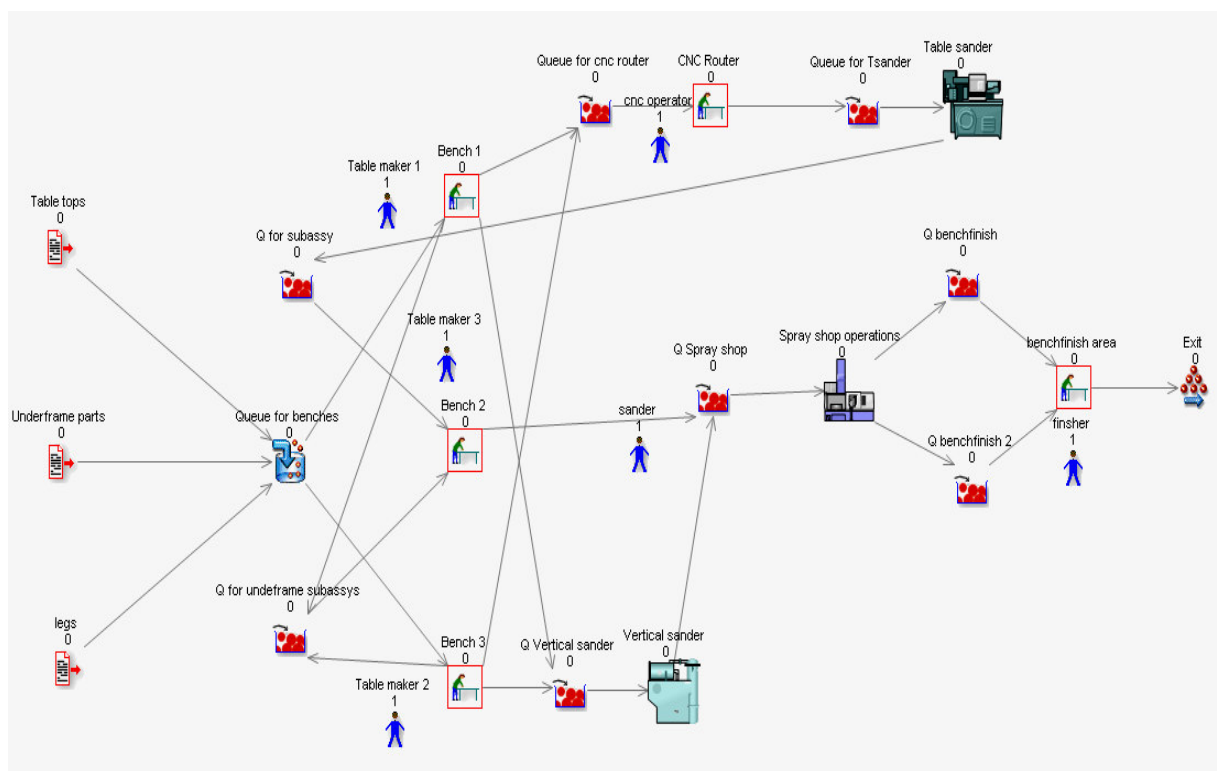 Table sander
0
Queue for cnc router
0
CNC Router
0
Queue for Tsander
0
cnc operator
1
Bench 1
0
Table maker 1
1
Table tops
0
Q for subassy
0
Q benchfinish
0
Table maker 3
1
Q Spray shop
0
Spray shop operations
0
benchfinish area
0
Exit
0
Underframe parts
0
Queue for benches
0
Bench 2
0
sander
1
finsher
1
Q benchfinish 2
0
Q for undeframe subassys
0
legs
0
Bench 3
0
Q Vertical sander
0
Vertical sander
0
Table maker 2
1